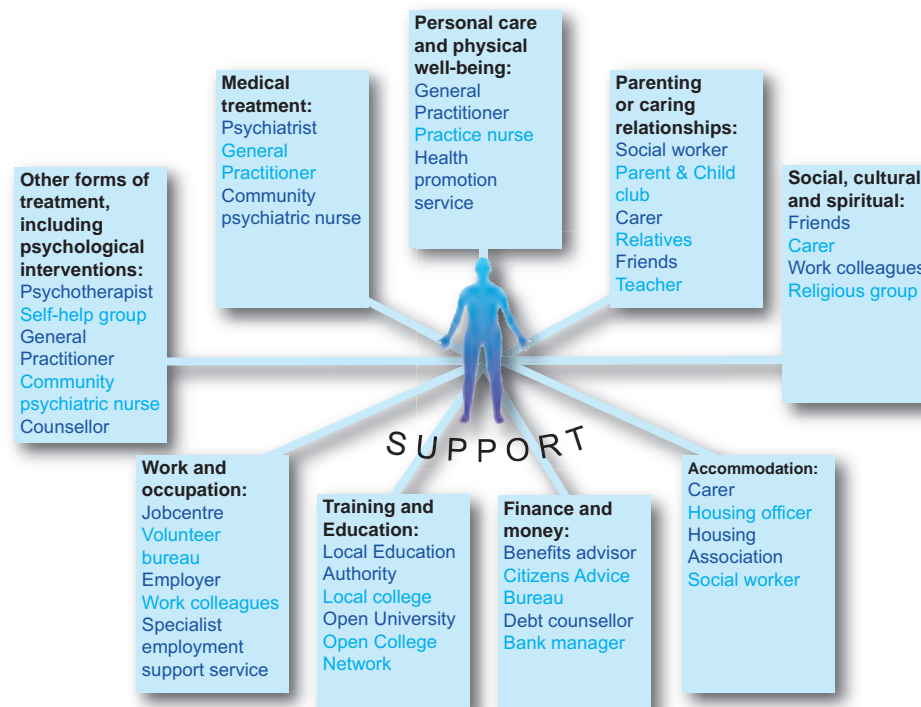 Personal care
and physical
well-being:
General
Practitioner
Practice nurse
Health
promotion
service
Medical
treatment:
Psychiatrist
General
Practitioner
Community
psychiatric nurse
Parenting
or caring
relationships:
Social worker
Parent & Child
club
Carer
Relatives
Friends
Teacher
Other forms of
treatment,
including
psychological
interventions:
Psychotherapist
Self-help group
General
Practitioner
Community
psychiatric nurse
Counsellor
Social, cultural
and spiritual:
Friends
Carer
Work colleagues
Religious group
SUPPORT
Work and
occupation:
Jobcentre
Volunteer
bureau
Employer
Work colleagues
Specialist
employment
support service
Training and
Education:
Local Education
Authority
Local college
Open University
Open College
Network
Finance and
money:
Benefits advisor
Citizens Advice
Bureau
Debt counsellor
Bank manager
Accommodation:
Carer
Housing officer
Housing
Association
Social worker